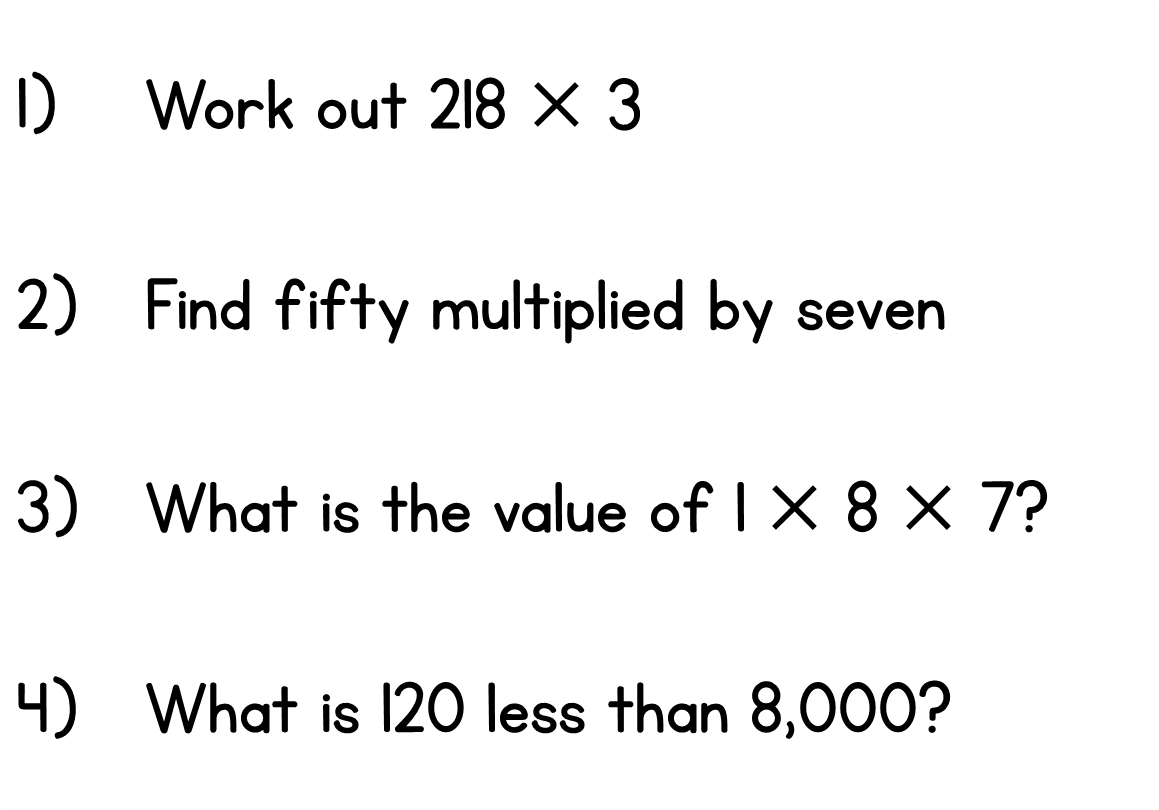 1) Work out 218 × 3
2) Find fifty multiplied by seven
3) What is the value of 1 × 8 × 7?
4) What is 120 less than 8,000?